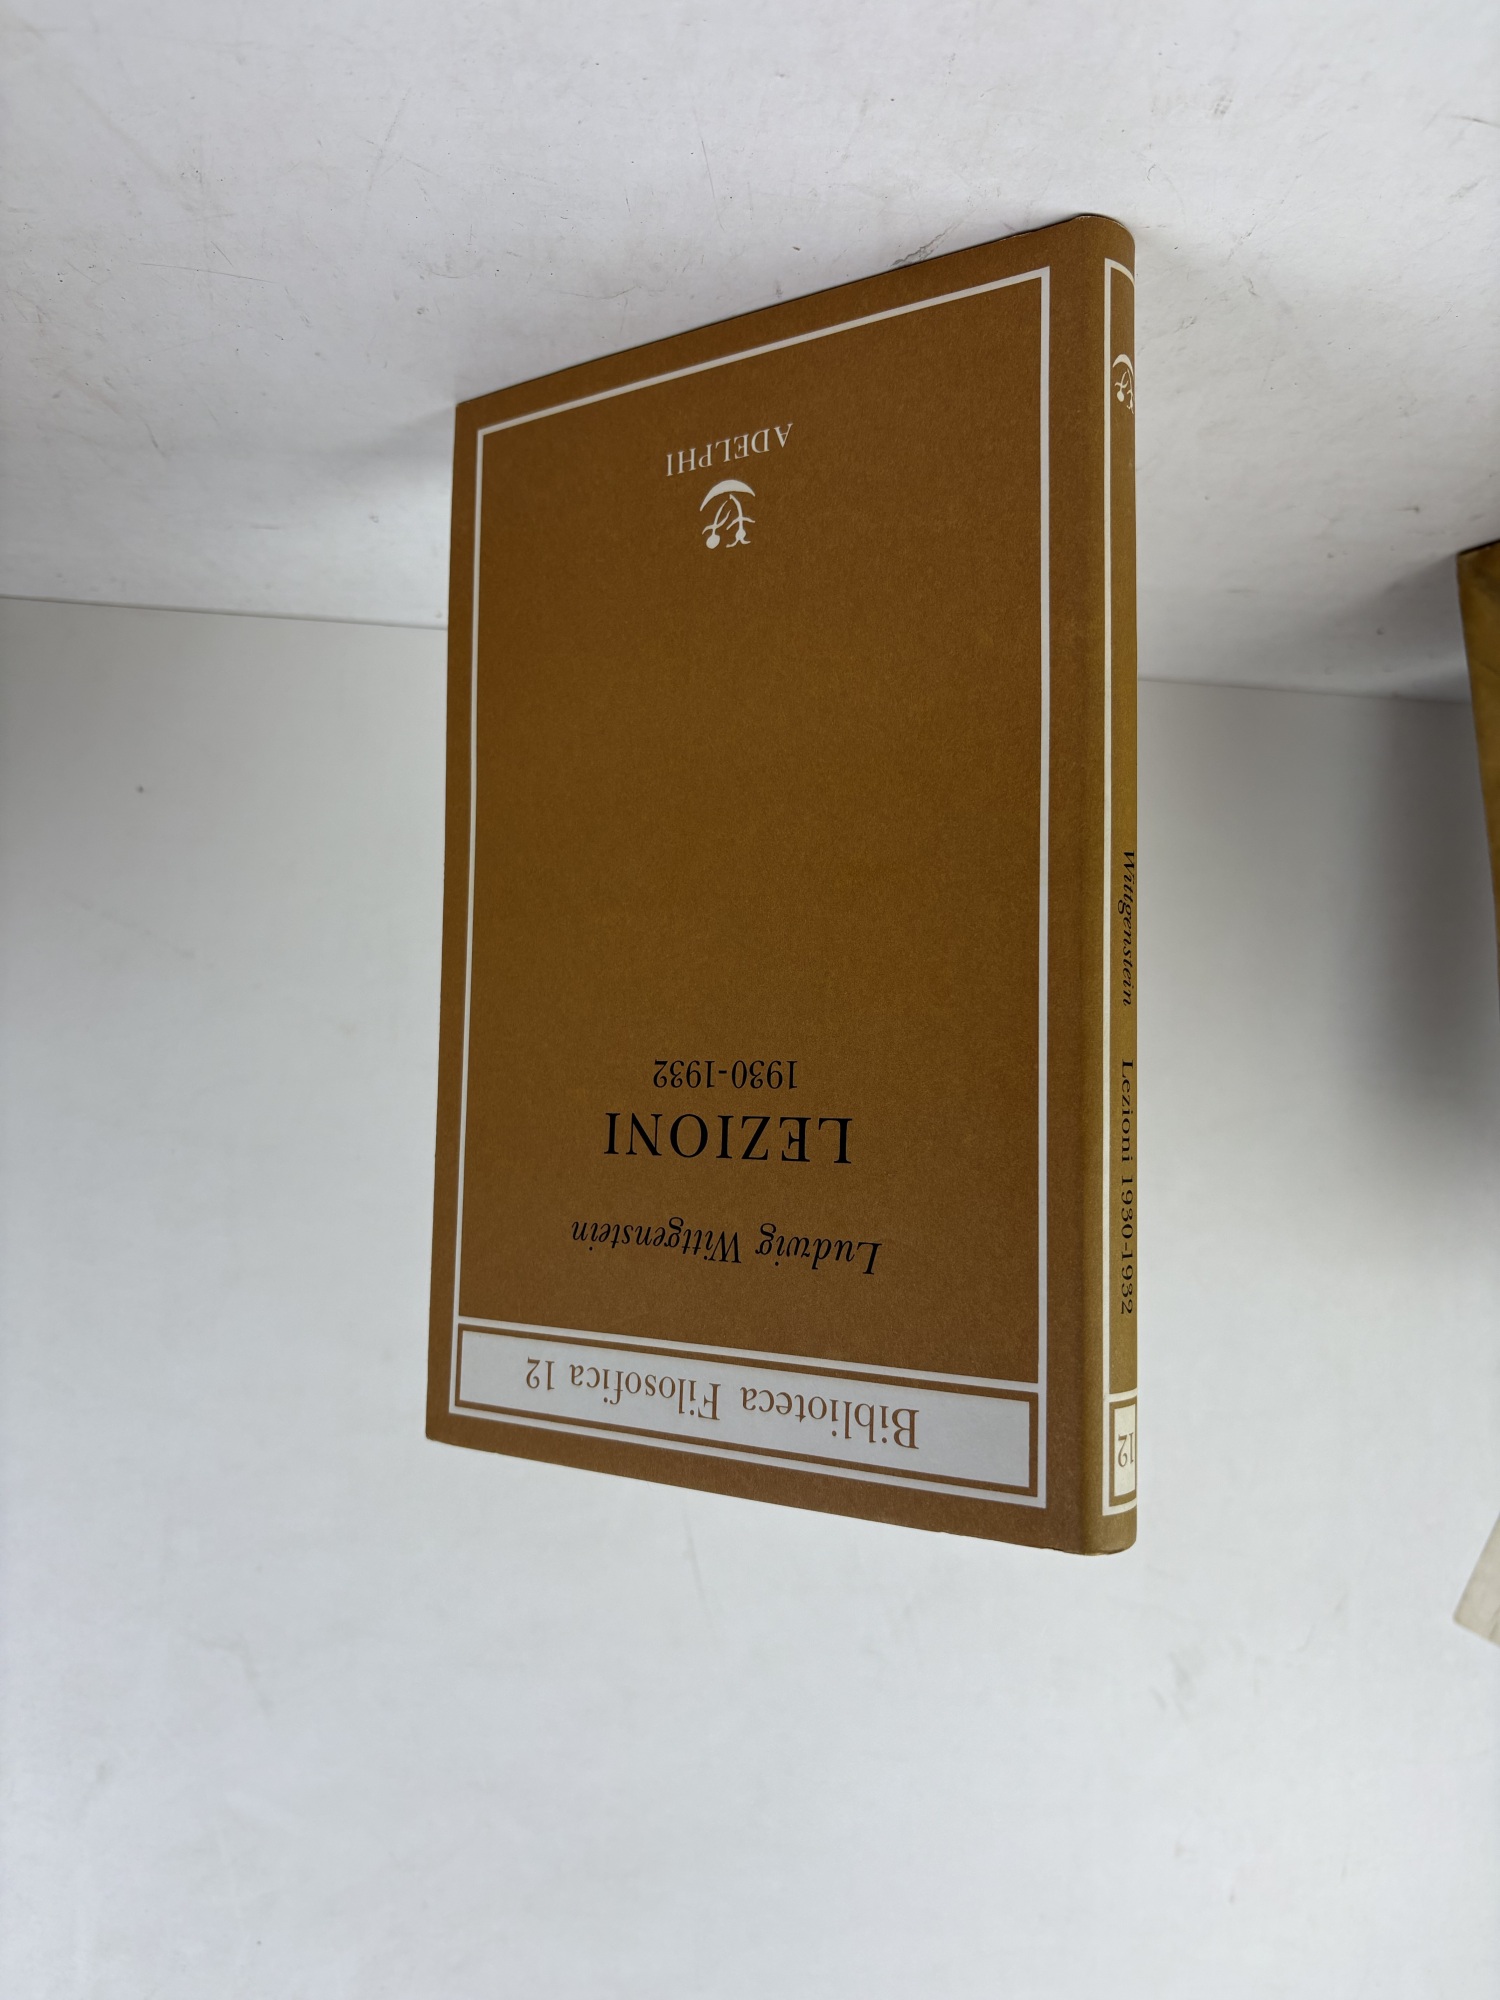 Biblioteca Filosofica 12
Ludwig Wittgenstein
LEZIONI
1930-1932
ADELPHI
12
Wittgenstein Lezioni 1930-1932